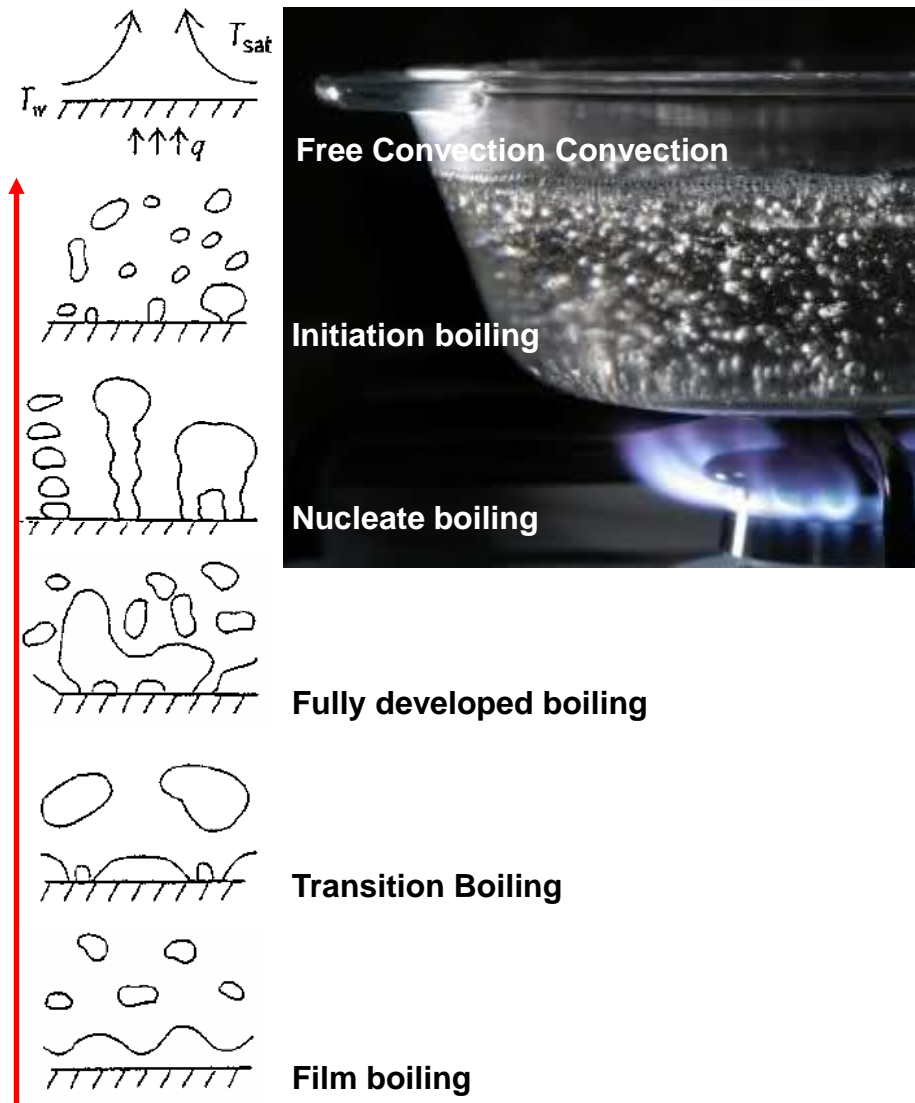 T_sat
T_w
q
Free Convection Convection
Initiation boiling
Nucleate boiling
Fully developed boiling
Transition Boiling
Film boiling